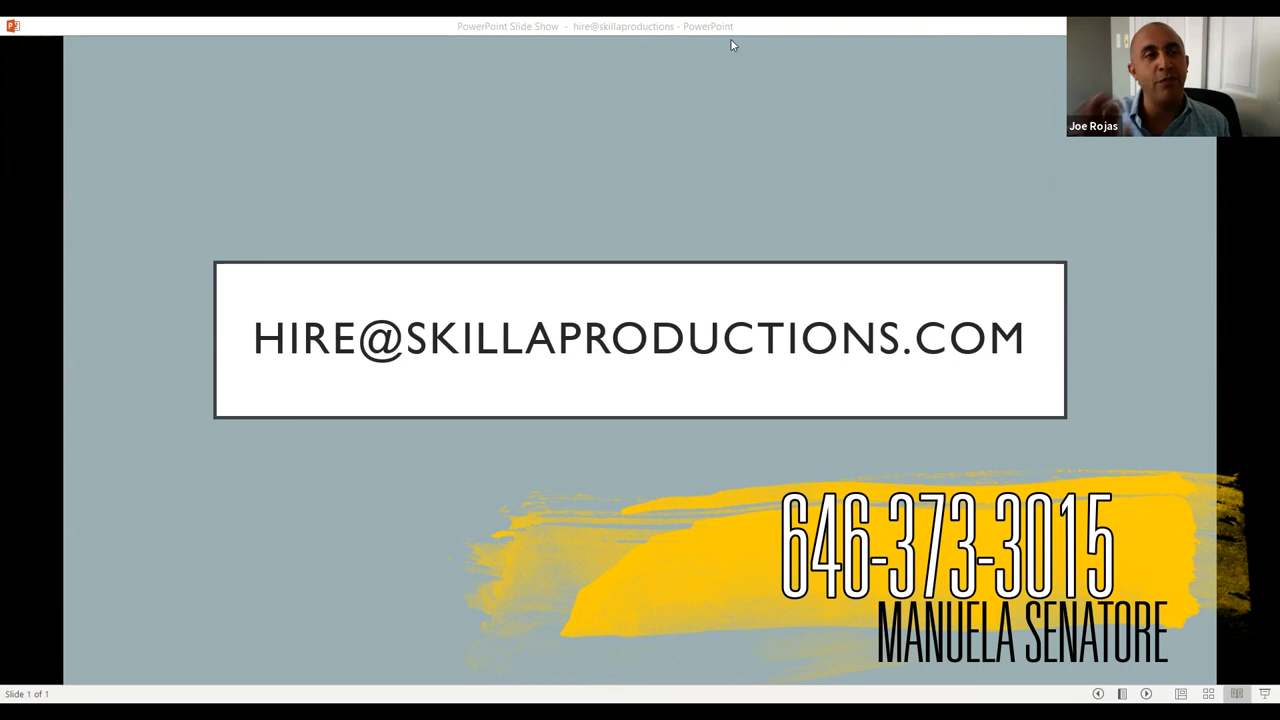 PowerPoint Slide Show - hire@skillaproductions - PowerPoint
Joe Rojas
HIRE@SKILLAPRODUCTIONS.COM
646-373-3015
MANUELA SENATORE
Slide 1 of 1